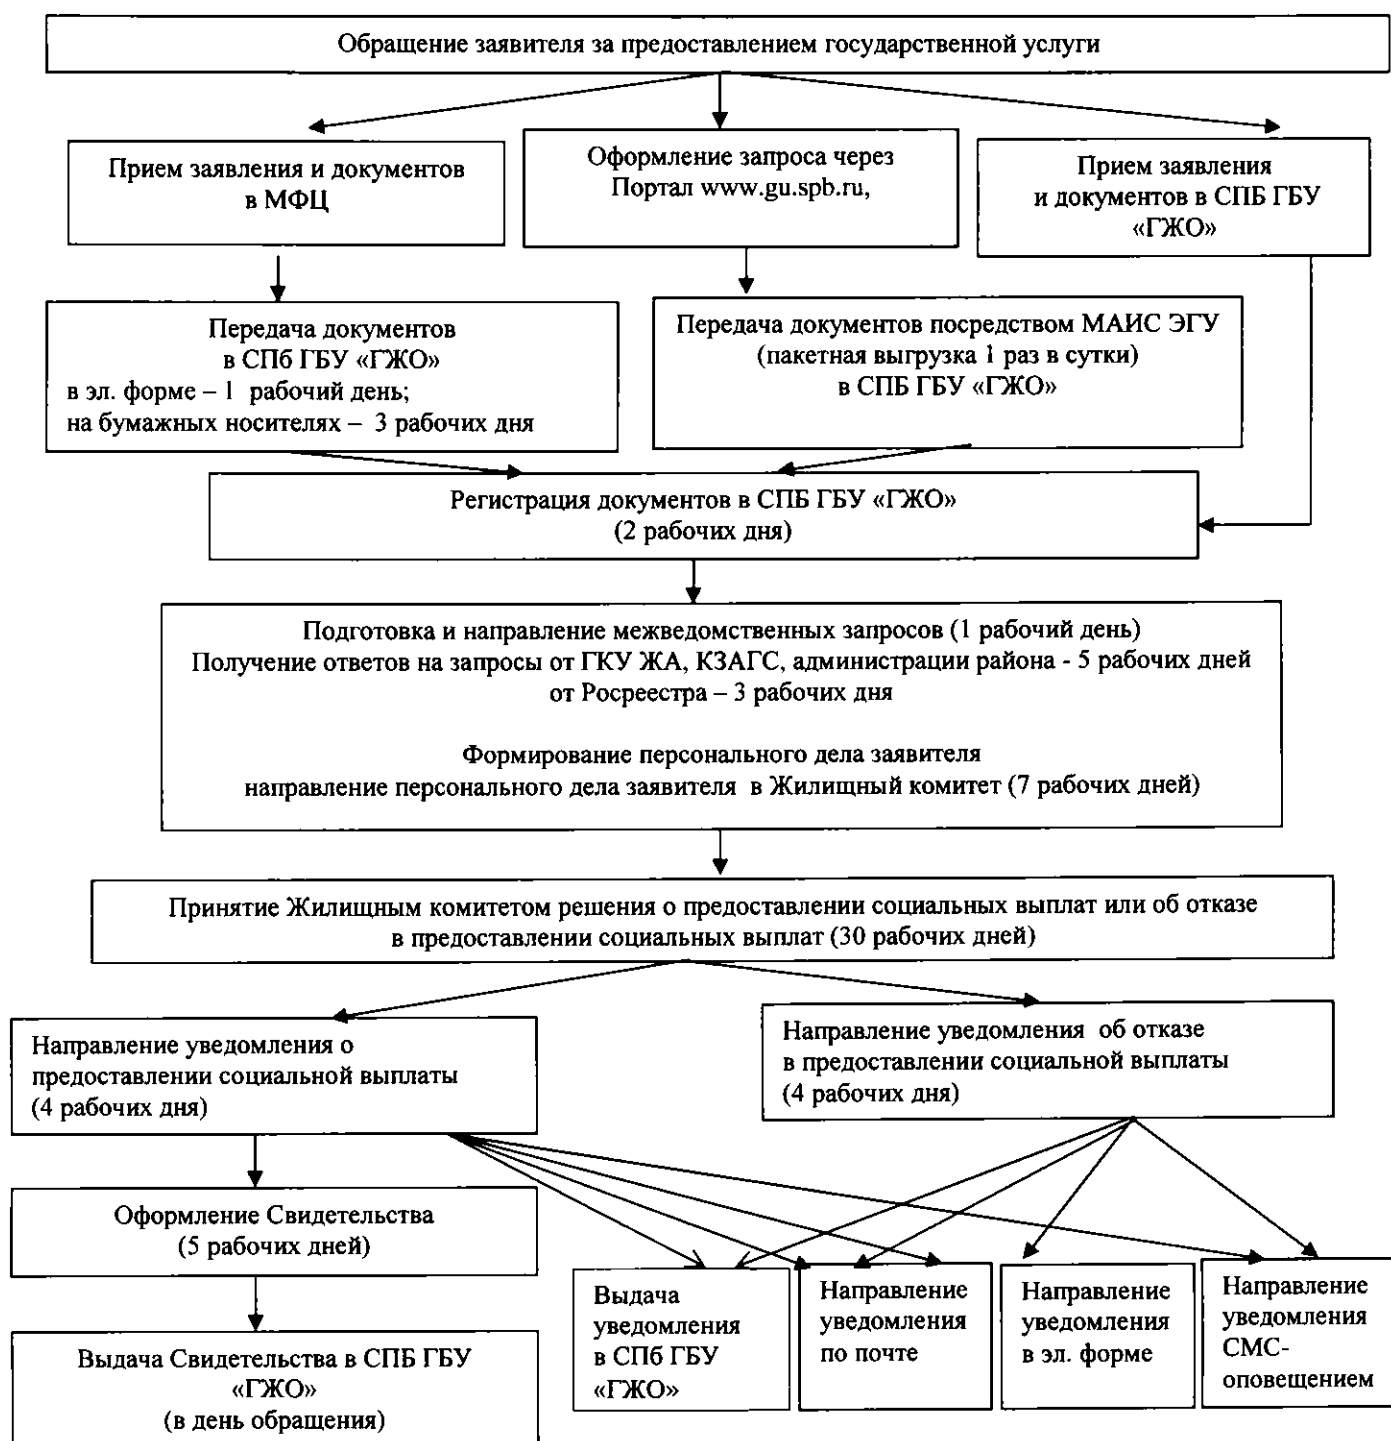 Обращение заявителя за предоставлением государственной услуги
Прием заявления и документов
в МФЦ
Оформление запроса через
Портал www.gu.spb.ru,
Прием заявления
и документов в СПБ ГБУ
«ГЖО»
Передача документов
в СПб ГБУ «ГЖО»
в эл. форме – 1 рабочий день;
на бумажных носителях – 3 рабочих дня
Передача документов посредством МАИС ЭГУ
(пакетная выгрузка 1 раз в сутки)
в СПБ ГБУ «ГЖО»
Регистрация документов в СПБ ГБУ «ГЖО»
(2 рабочих дня)
Подготовка и направление межведомственных запросов (1 рабочий день)
Получение ответов на запросы от ГКУ ЖА, КЗАГС, администрации района - 5 рабочих дней
от Росреестра – 3 рабочих дня
Формирование персонального дела заявителя
направление персонального дела заявителя в Жилищный комитет (7 рабочих дней)
Принятие Жилищным комитетом решения о предоставлении социальных выплат или об отказе
в предоставлении социальных выплат (30 рабочих дней)
Направление уведомления о
предоставлении социальной выплаты
(4 рабочих дня)
Направление уведомления об отказе
в предоставлении социальной выплаты
(4 рабочих дня)
Оформление Свидетельства
(5 рабочих дней)
Выдача Свидетельства в СПБ ГБУ
«ГЖО»
(в день обращения)
Выдача
уведомления
в СПб ГБУ
«ГЖО»
Направление
уведомления
по почте
Направление
уведомления
в эл. форме
Направление
уведомления
СМС-
оповещением